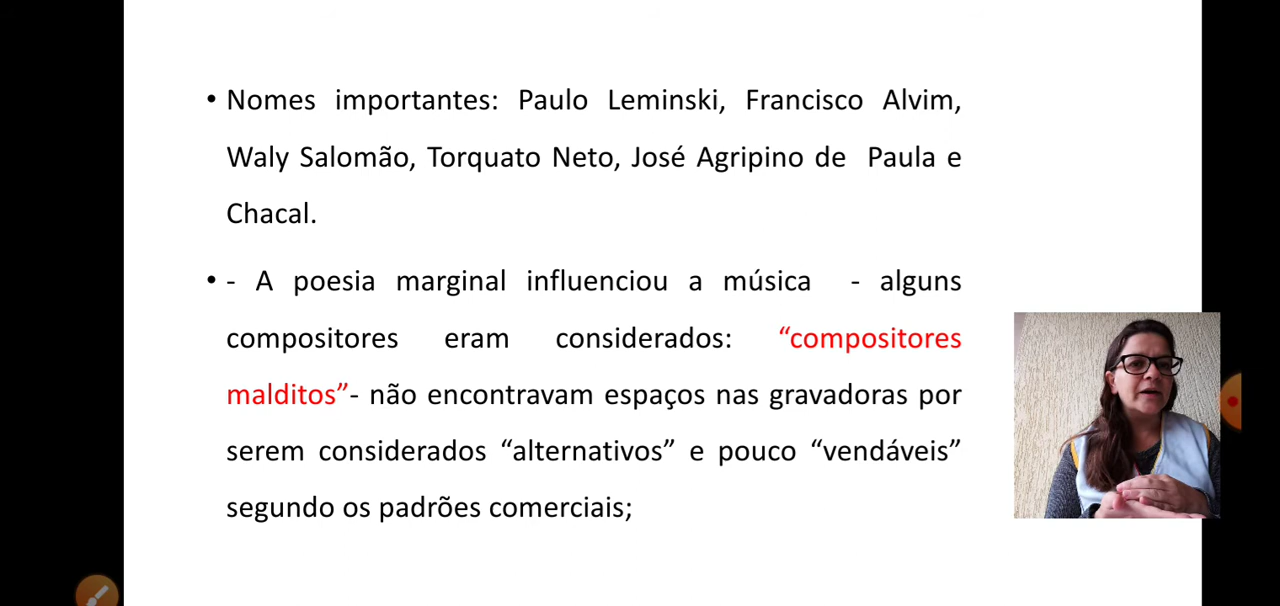 • Nomes importantes: Paulo Leminski, Francisco Alvim,
Waly Salomão, Torquato Neto, José Agripino de Paula e
Chacal.
• - A poesia marginal influenciou a música - alguns
compositores eram considerados: “compositores
malditos”- não encontravam espaços nas gravadoras por
serem considerados “alternativos” e pouco “vendáveis”
segundo os padrões comerciais;